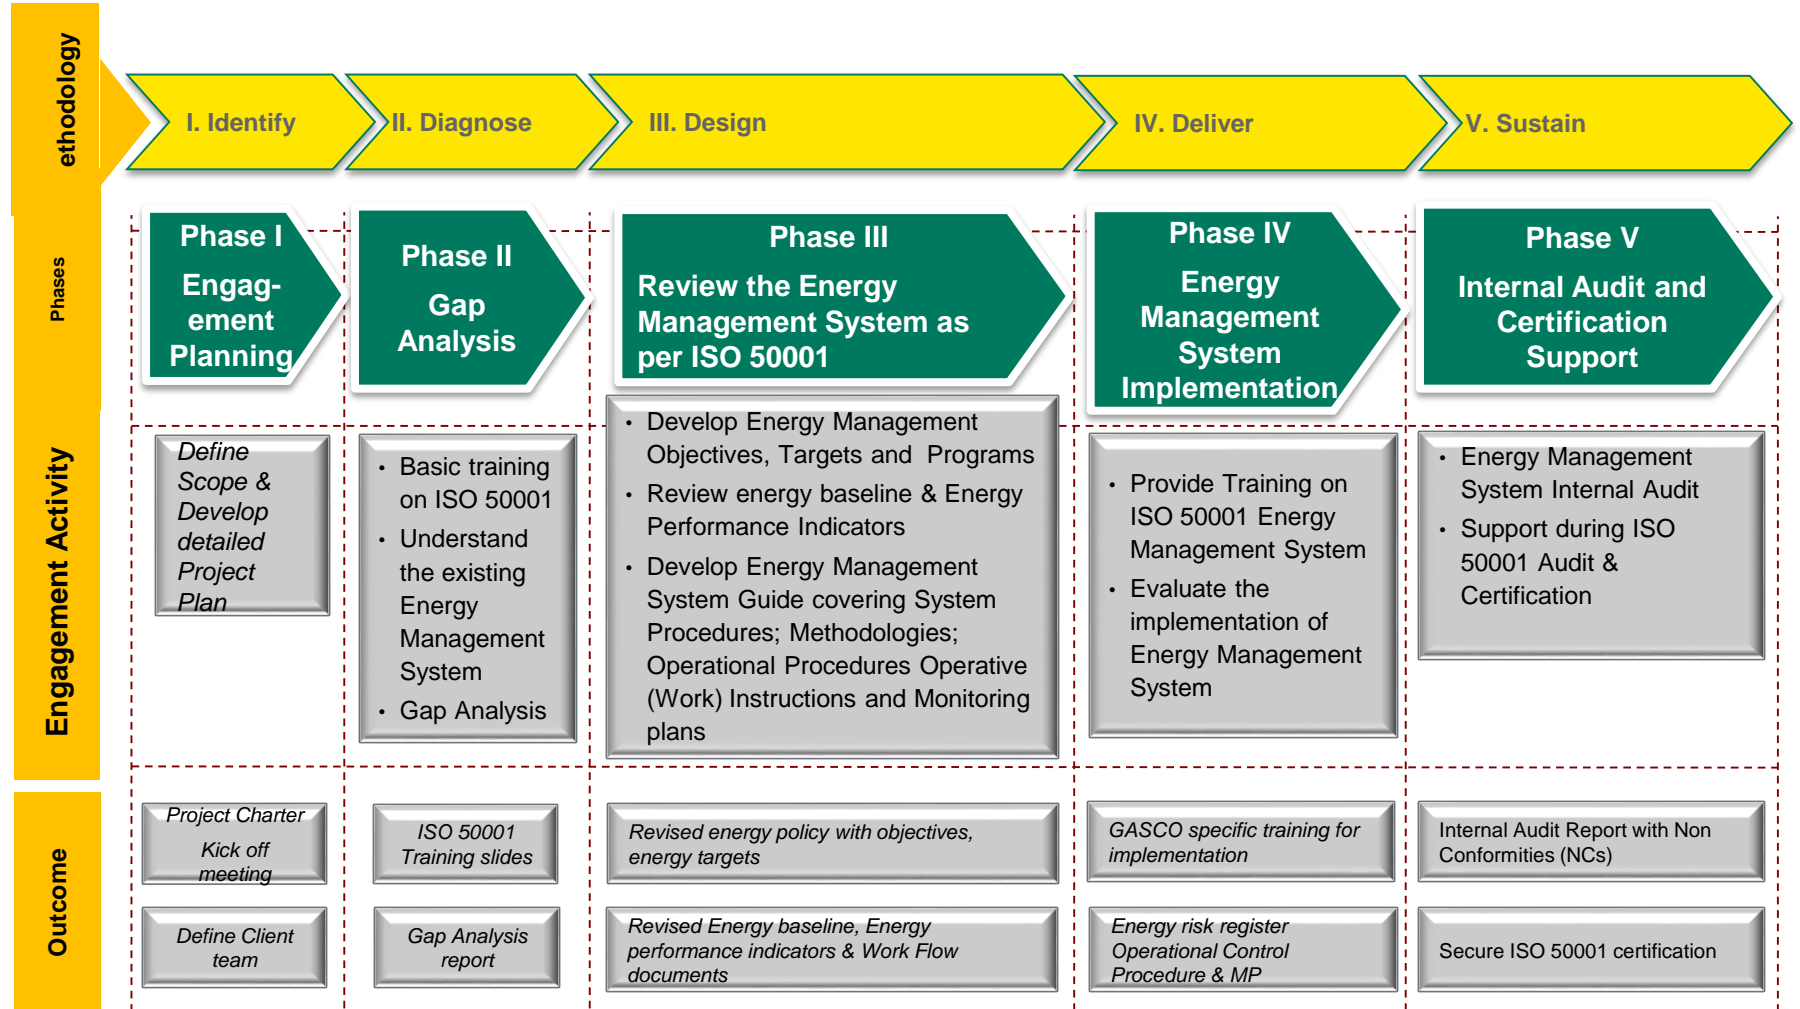 ethodology
I. Identify
II. Diagnose
III. Design
IV. Deliver
V. Sustain
Phases
Phase I
Engag-
ement
Planning
Phase II
Gap
Analysis
Phase III
Review the Energy
Management System as
per ISO 50001
Phase IV
Energy
Management
System
Implementation
Phase V
Internal Audit and
Certification
Support
Engagement Activity
Define
Scope &
Develop
detailed
Project
Plan
• Basic training
on ISO 50001
• Understand
the existing
Energy
Management
System
• Gap Analysis
• Develop Energy Management
Objectives, Targets and Programs
• Review energy baseline & Energy
Performance Indicators
• Develop Energy Management
System Guide covering System
Procedures; Methodologies;
Operational Procedures Operative
(Work) Instructions and Monitoring
plans
• Provide Training on
ISO 50001 Energy
Management System
• Evaluate the
implementation of
Energy Management
System
• Energy Management
System Internal Audit
• Support during ISO
50001 Audit &
Certification
Outcome
Project Charter
Kick off
meeting
ISO 50001
Training slides
Revised energy policy with objectives,
energy targets
GASCO specific training for
implementation
Internal Audit Report with Non
Conformities (NCs)
Define Client
team
Gap Analysis
report
Revised Energy baseline, Energy
performance indicators & Work Flow
documents
Energy risk register
Operational Control
Procedure & MP
Secure ISO 50001 certification